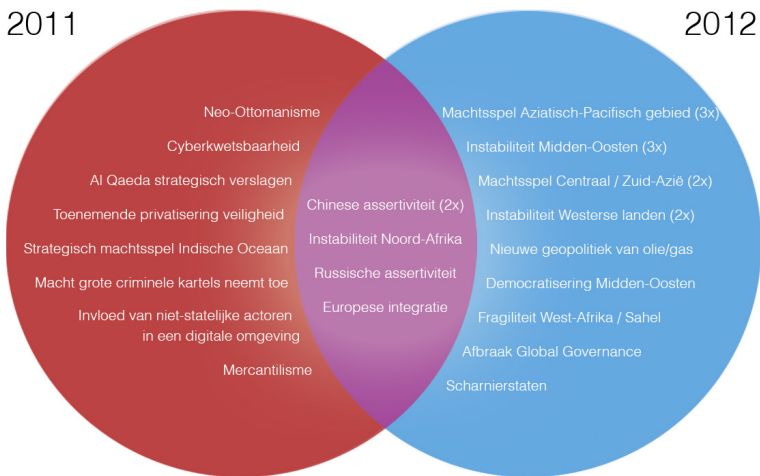 2011
2012
Neo-Ottomanisme
Cyberkwetsbaarheid
Al Qaeda strategisch verslagen
Toenemende privatisering veiligheid
Strategisch machtsspel Indische Oceaan
Macht grote criminele kartels neemt toe
Invloed van niet-statelijke actoren
in een digitale omgeving
Mercantilisme
Chinese assertiviteit (2x)
Instabiliteit Noord-Afrika
Russische assertiviteit
Europese integratie
Machtsspel Aziatisch-Pacifisch gebied (3x)
Instabiliteit Midden-Oosten (3x)
Machtsspel Centraal / Zuid-Azië (2x)
Instabiliteit Westerse landen (2x)
Nieuwe geopolitiek van olie/gas
Democratisering Midden-Oosten
Fragiliteit West-Afrika / Sahel
Afbraak Global Governance
Scharnierstaten